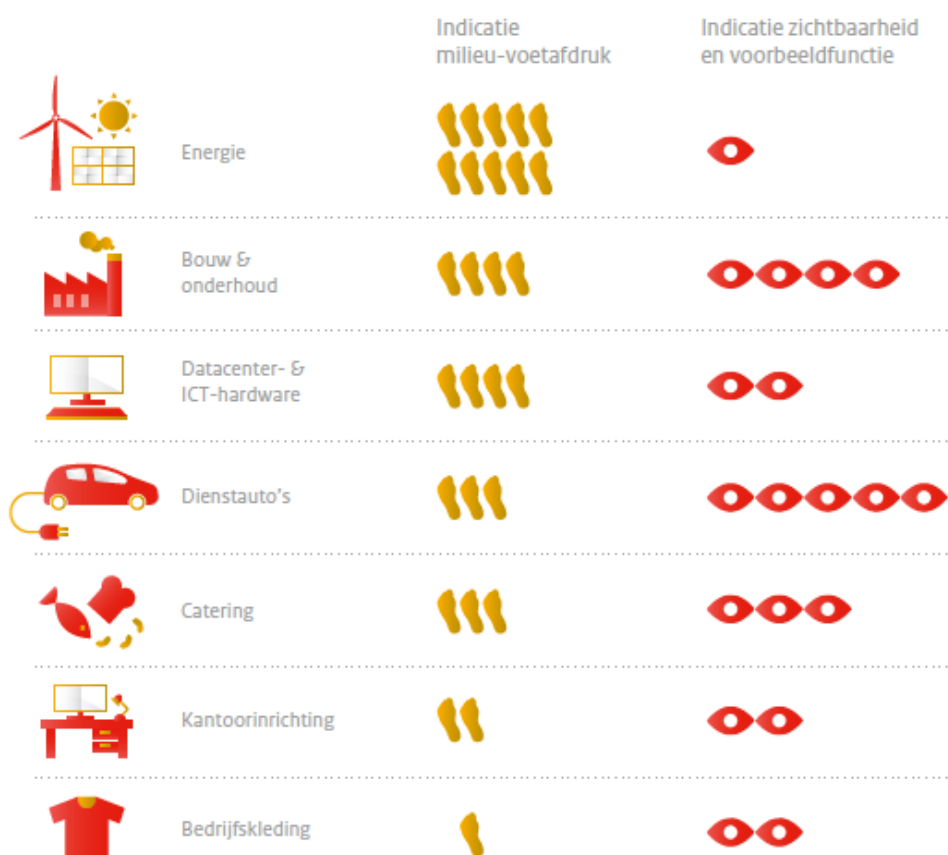 Indicatie
milieu-voetafdruk
Indicatie zichtbaarheid
en voorbeeldfunctie
Energie
Bouw &
onderhoud
Datacenter- &
ICT-hardware
Dienstauto's
Catering
Kantoorinrichting
Bedrijfskleding